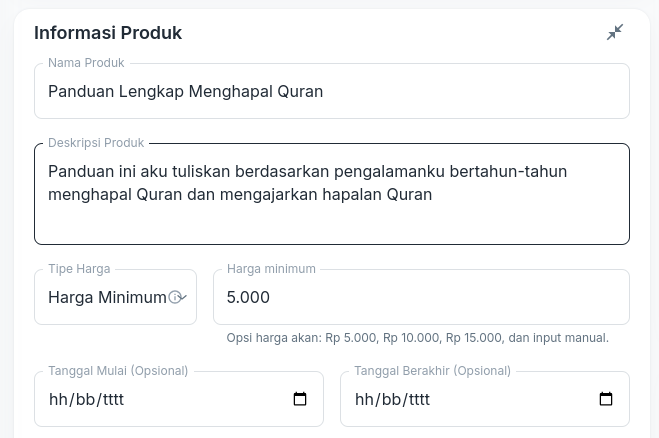 Informasi Produk
Nama Produk
Panduan Lengkap Menghapal Quran
Deskripsi Produk
Panduan ini aku tuliskan berdasarkan pengalamanku bertahun-tahun
menghapal Quran dan mengajarkan hapalan Quran
Tipe Harga
Harga minimum
Harga Minimum
5.000
Opsi harga akan: Rp 5.000, Rp 10.000, Rp 15.000, dan input manual.
Tanggal Mulai (Opsional)
Tanggal Berakhir (Opsional)
hh/bb/tttt
hh/bb/tttt